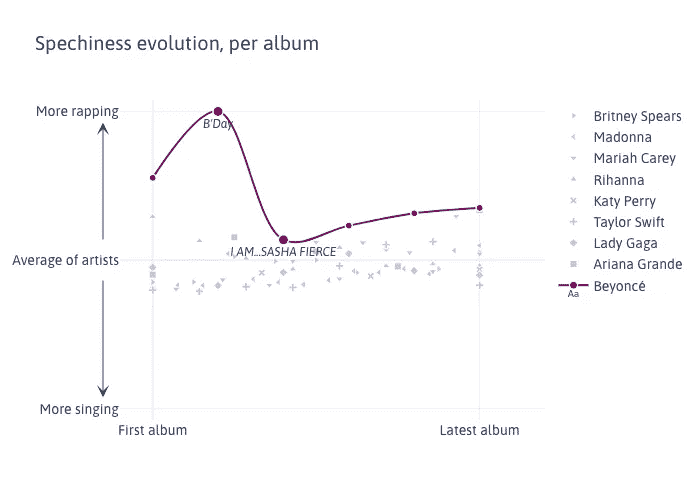 Spechiness evolution, per album
More rapping
B'Day
I AM...SASHA FIERCE
Average of artists
More singing
First album
Latest album
Britney Spears
Madonna
Mariah Carey
Rihanna
Katy Perry
Taylor Swift
Lady Gaga
Ariana Grande
Beyoncé
Aa